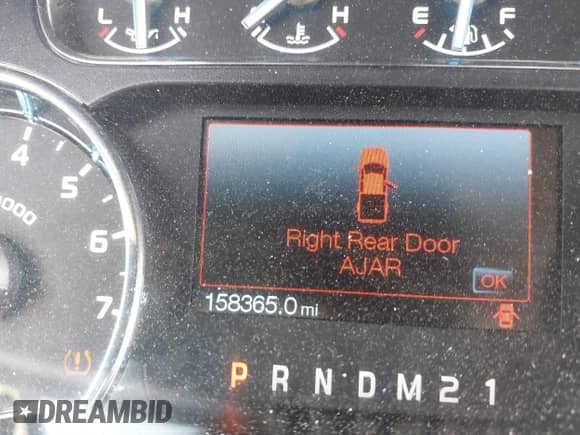 L H H E F
4
5
6
7
Right Rear Door
AJAR
OK
158365.0 mi
P R N D M 2 1
DREAMBID